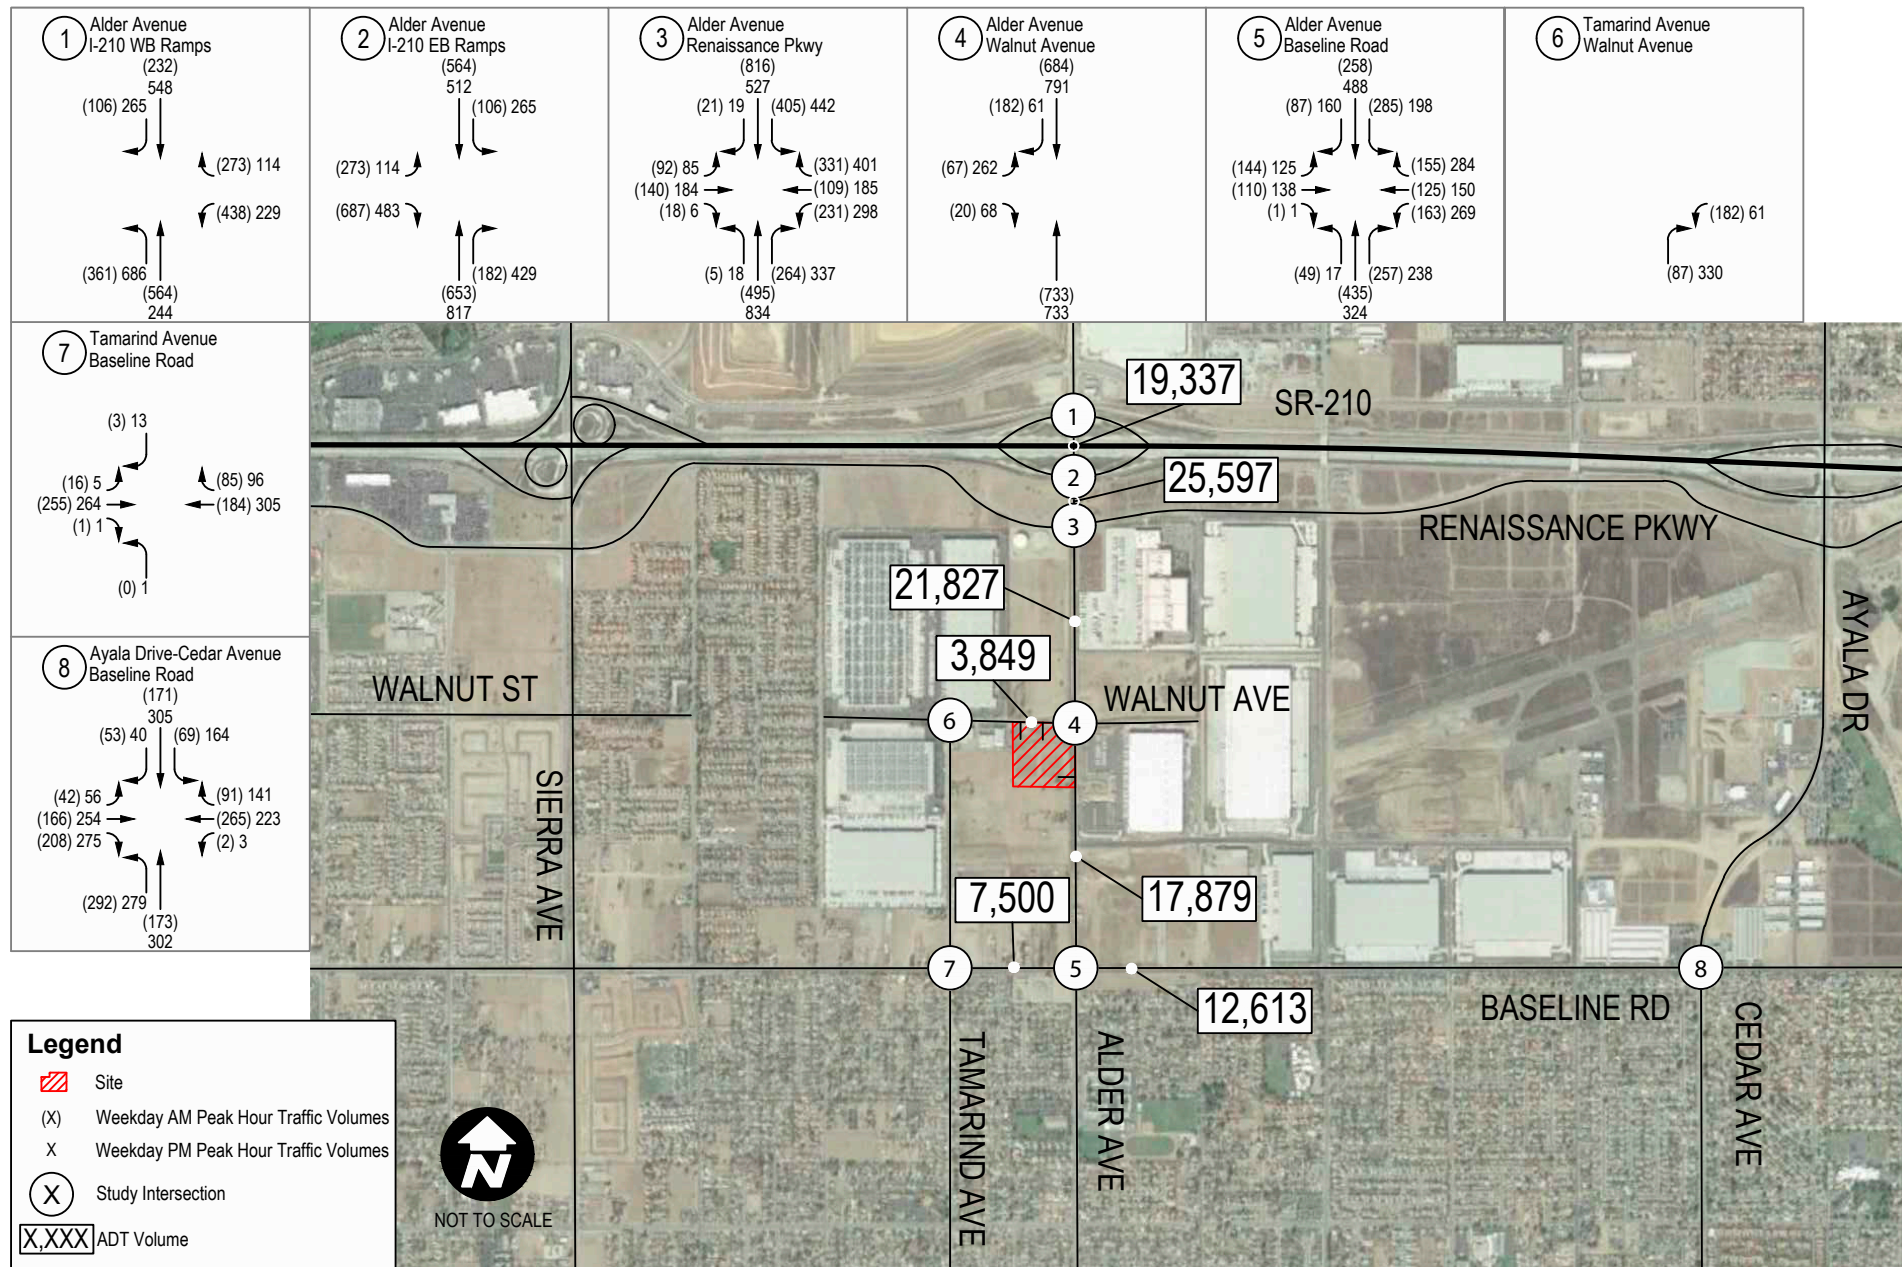 1
Alder Avenue
I-210 WB Ramps
(232)
548
(106) 265
(273) 114
(438) 229
(361) 686
(564)
244
2
Alder Avenue
I-210 EB Ramps
(564)
512
(106) 265
(273) 114
(687) 483
(182) 429
(653)
817
3
Alder Avenue
Renaissance Pkwy
(816)
527
(21) 19
(405) 442
(92) 85
(331) 401
(140) 184
(109) 185
(18) 6
(231) 298
(5) 18
(264) 337
(495)
834
4
Alder Avenue
Walnut Avenue
(684)
791
(182) 61
(67) 262
(20) 68
(733)
733
5
Alder Avenue
Baseline Road
(258)
488
(87) 160
(285) 198
(144) 125
(155) 284
(110) 138
(125) 150
(1) 1
(163) 269
(49) 17
(257) 238
(435)
324
6
Tamarind Avenue
Walnut Avenue
(182) 61
(87) 330
7
Tamarind Avenue
Baseline Road
(3) 13
(16) 5
(85) 96
(255) 264
(184) 305
(1) 1
(0) 1
8
Ayala Drive-Cedar Avenue
Baseline Road
(171)
305
(53) 40
(69) 164
(42) 56
(91) 141
(166) 254
(265) 223
(208) 275
(2) 3
(292) 279
(173)
302
19,337
SR-210
1
2
25,597
3
RENAISSANCE PKWY
21,827
AYALA DR
3,849
WALNUT ST
WALNUT AVE
6
4
SIERRA AVE
7,500
17,879
7
5
8
12,613
BASELINE RD
TAMARIND AVE
ALDER AVE
CEDAR AVE
Legend
Site
(X) Weekday AM Peak Hour Traffic Volumes
X Weekday PM Peak Hour Traffic Volumes
X Study Intersection
X,XXX ADT Volume
N
NOT TO SCALE